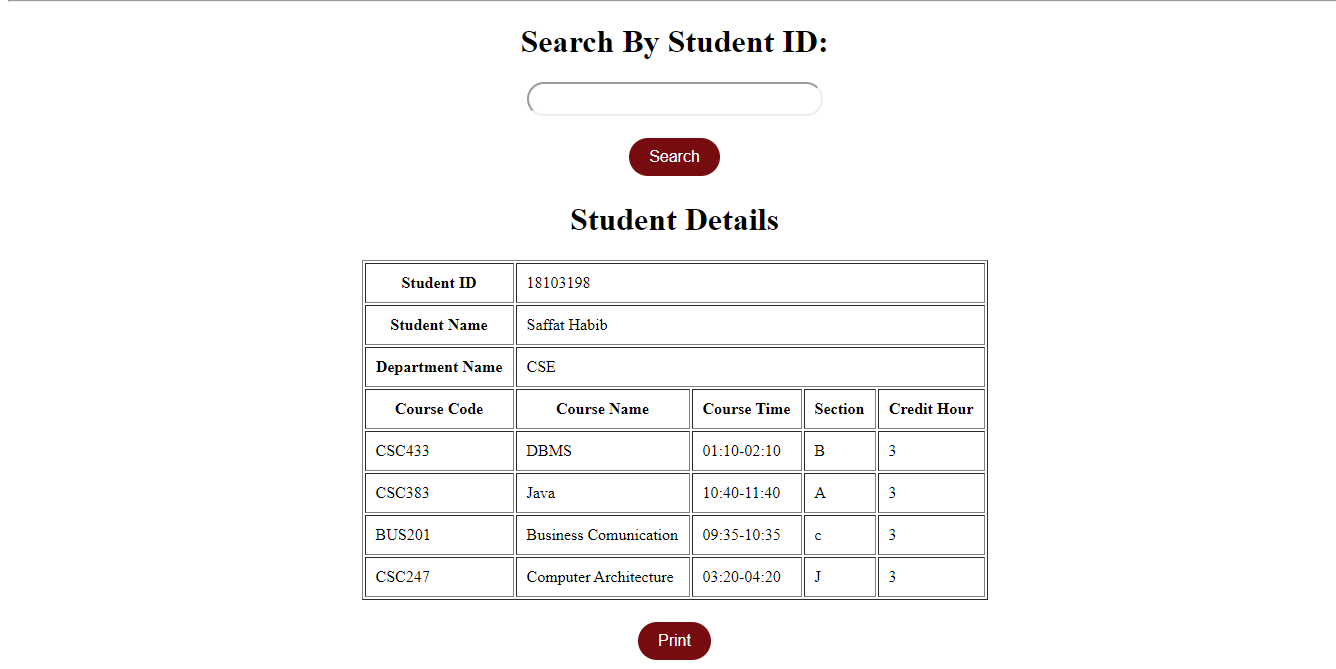 Search By Student ID:
Search
Student Details
Student ID 18103198
Student Name Saffat Habib
Department Name CSE
Course Code Course Name Course Time Section Credit Hour
CSC433 DBMS 01:10-02:10 B 3
CSC383 Java 10:40-11:40 A 3
BUS201 Business Comunication 09:35-10:35 c 3
CSC247 Computer Architecture 03:20-04:20 J 3
Print